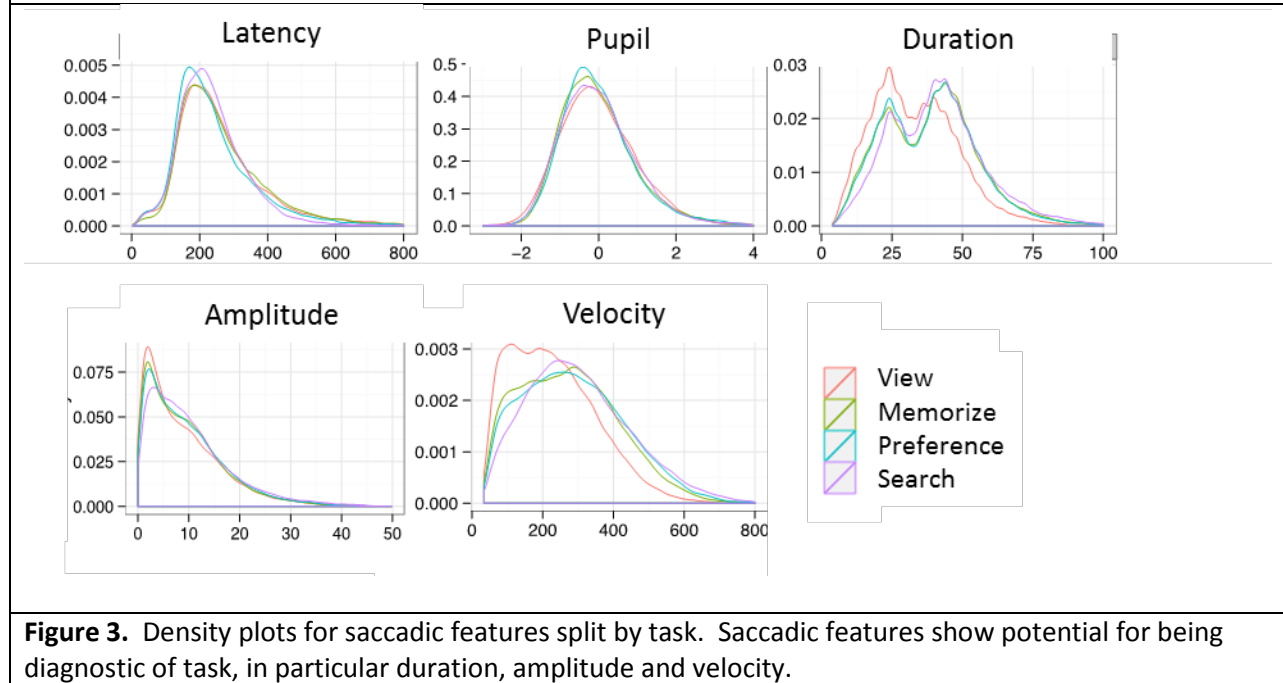 Latency
0.005
0.004
0.003
0.002
0.001
0.000
0 200 400 600 800
Pupil
0.5
0.4
0.3
0.2
0.1
0.0
−2 0 2 4
Duration
0.03
0.02
0.01
0.00
0 25 50 75 100
Amplitude
0.075
0.050
0.025
0.000
0 10 20 30 40 50
Velocity
0.003
0.002
0.001
0.000
0 200 400 600 800
View
Memorize
Preference
Search
Figure 3. Density plots for saccadic features split by task. Saccadic features show potential for being
diagnostic of task, in particular duration, amplitude and velocity.